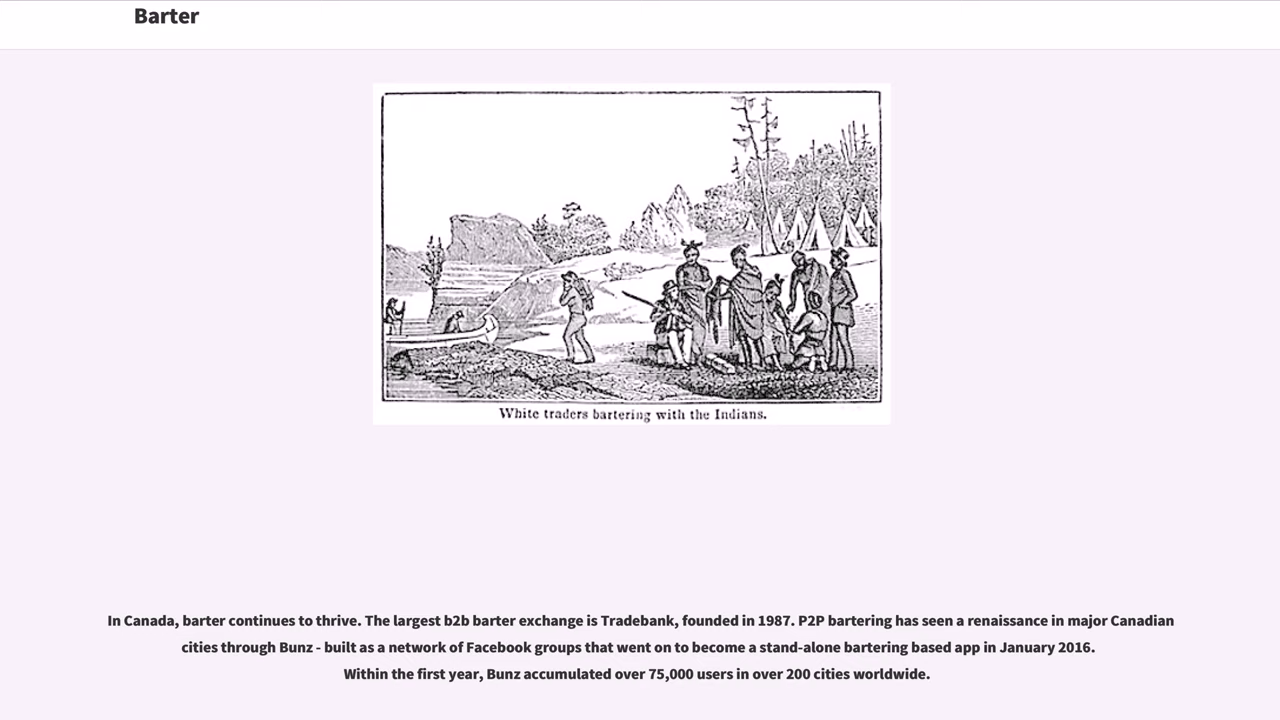 Barter
White traders bartering with the Indians.
In Canada, barter continues to thrive. The largest b2b barter exchange is Tradebank, founded in 1987. P2P bartering has seen a renaissance in major Canadian
cities through Bunz - built as a network of Facebook groups that went on to become a stand-alone bartering based app in January 2016.
Within the first year, Bunz accumulated over 75,000 users in over 200 cities worldwide.